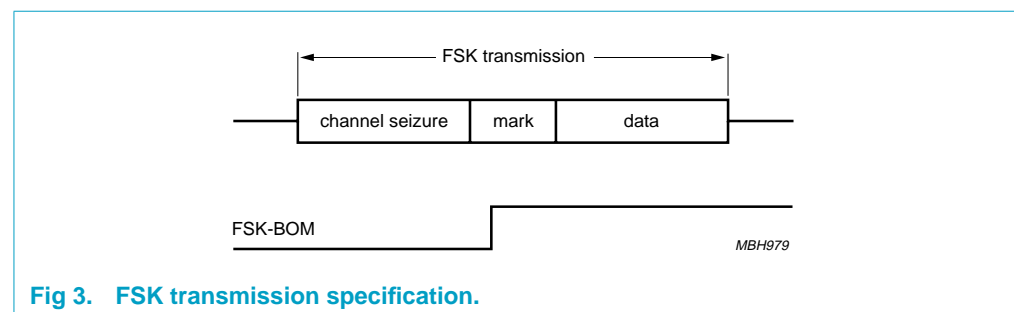 FSK transmission
channel seizure mark data
FSK-BOM
MBH979
Fig 3. FSK transmission specification.